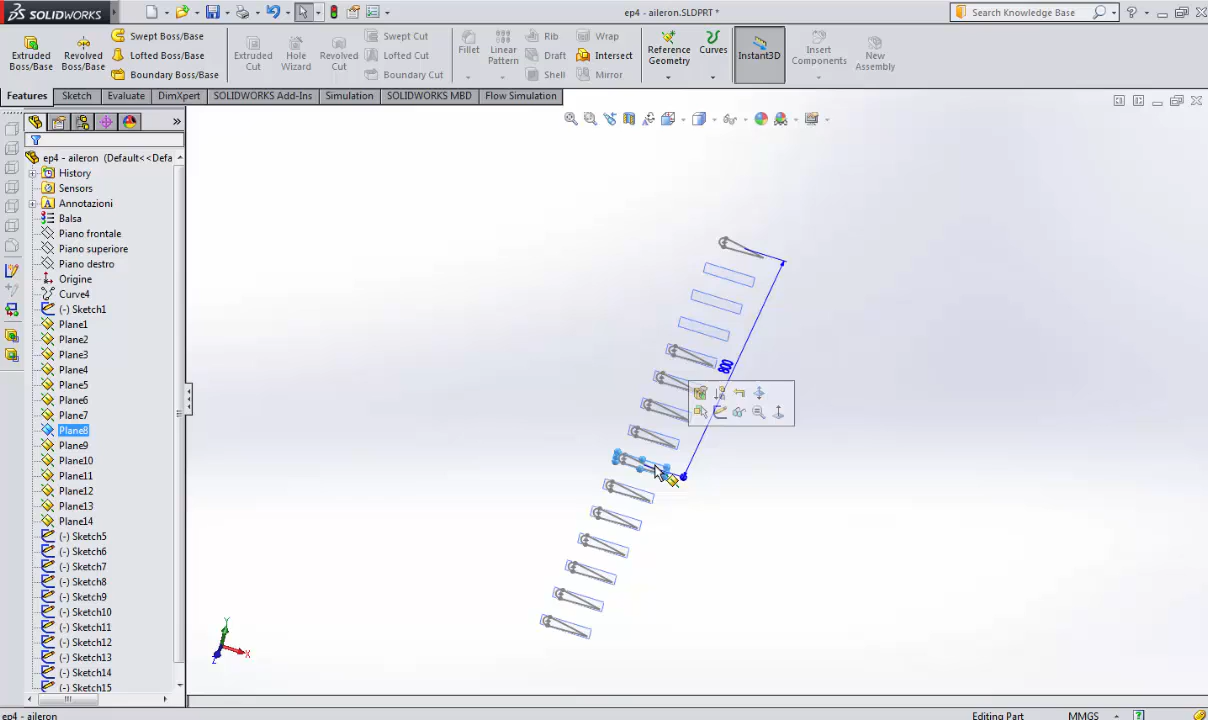 SOLIDWORKS
ep4 - aileron.SLDPRT *
Search Knowledge Base
?
Extruded Boss/Base
Revolved Boss/Base
Swept Boss/Base
Lofted Boss/Base
Boundary Boss/Base
Extruded Cut
Hole Wizard
Revolved Cut
Swept Cut
Lofted Cut
Boundary Cut
Fillet
Linear Pattern
Rib
Draft
Shell
Wrap
Intersect
Mirror
Reference Geometry
Curves
Instant3D
Insert Components
New Assembly
Features
Sketch
Evaluate
DimXpert
SOLIDWORKS Add-Ins
Simulation
SOLIDWORKS MBD
Flow Simulation
ep4 - aileron (Default<<Defa
History
Sensors
Annotazioni
Balsa
Piano frontale
Piano superiore
Piano destro
Origine
Curve4
(-) Sketch1
Plane1
Plane2
Plane3
Plane4
Plane5
Plane6
Plane7
Plane8
Plane9
Plane10
Plane11
Plane12
Plane13
Plane14
(-) Sketch5
(-) Sketch6
(-) Sketch7
(-) Sketch8
(-) Sketch9
(-) Sketch10
(-) Sketch11
(-) Sketch12
(-) Sketch13
(-) Sketch14
(-) Sketch15
800
Y
X
Z
ep4 - aileron
Editing Part
MMGS
?